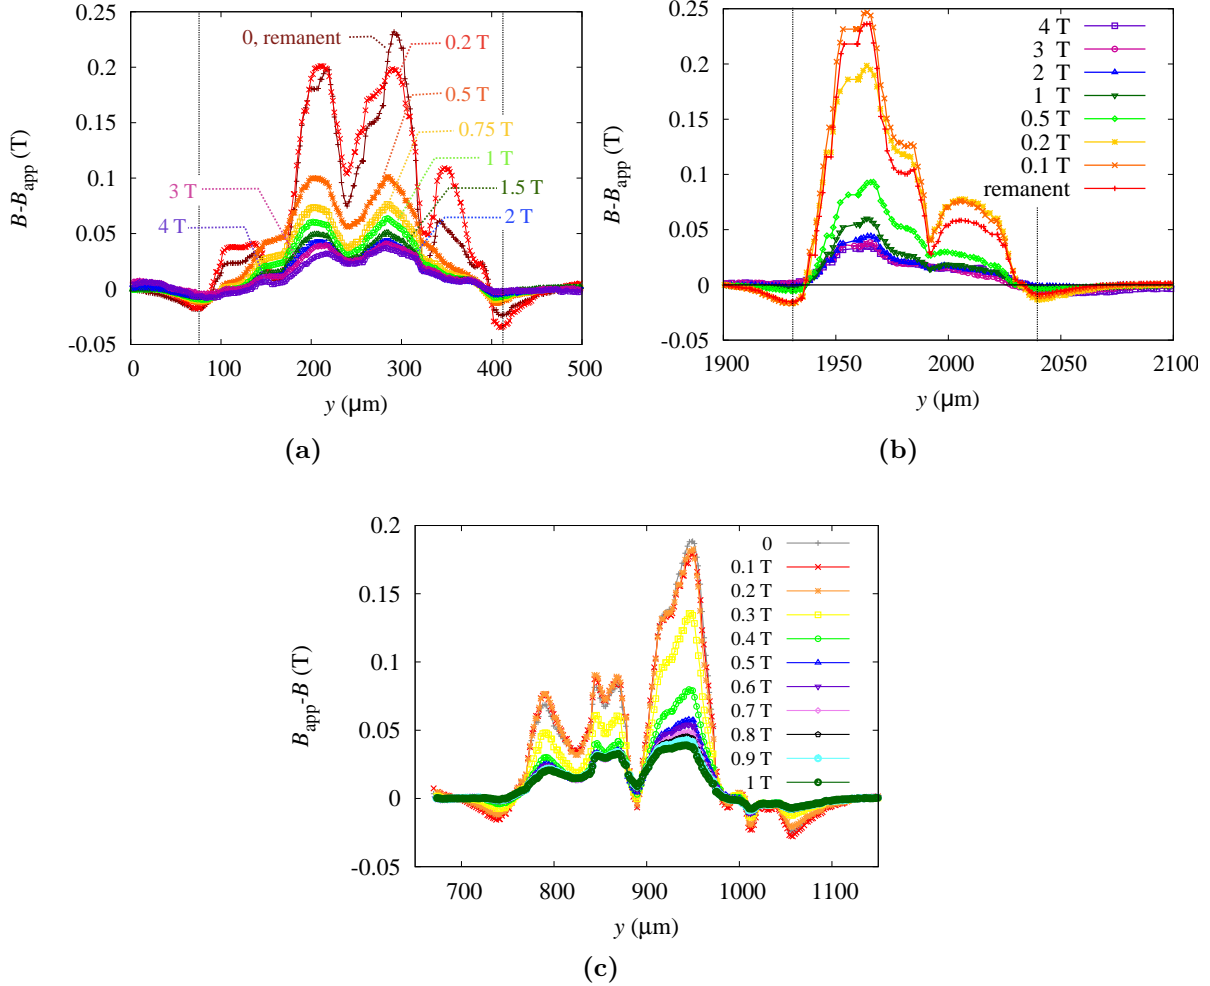 0.25
0.2
0.15
0.1
0.05
0
-0.05
B-Bapp (T)
0, remanent
0.2 T
0.5 T
0.75 T
1 T
1.5 T
2 T
3 T
4 T
0 100 200 300 400 500
y (μm)
(a)
0.25
0.2
0.15
0.1
0.05
0
-0.05
B-Bapp (T)
4 T
3 T
2 T
1 T
0.5 T
0.2 T
0.1 T
remanent
1900 1950 2000 2050 2100
y (μm)
(b)
0.2
0.15
0.1
0.05
0
-0.05
Bapp-B (T)
0
0.1 T
0.2 T
0.3 T
0.4 T
0.5 T
0.6 T
0.7 T
0.8 T
0.9 T
1 T
700 800 900 1000 1100
y (μm)
(c)